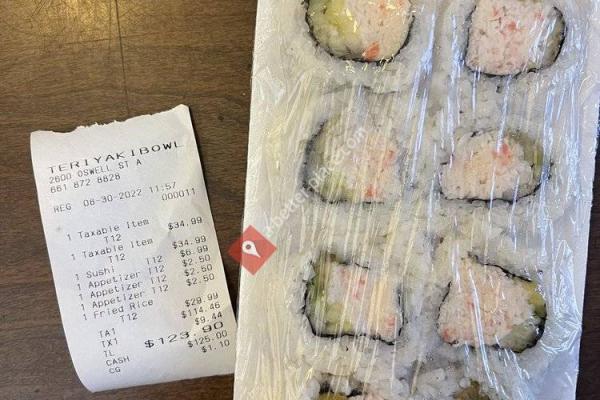 TERIYAKIBOWL
2600 OSWELL ST A
661 872 8828
REG 08-30-2022 11:57
000011
1 Taxable Item
T12 $34.99
1 Taxable Item
T12 $34.99
1 Sushi T12 $6.99
1 Appetizer T12 $2.50
1 Appetizer T12 $2.50
1 Appetizer T12 $2.50
1 Fried Rice
T12 $29.99
TA1 $114.46
TX1 $9.44
TL $123.90
CASH $125.00
CG $1.10